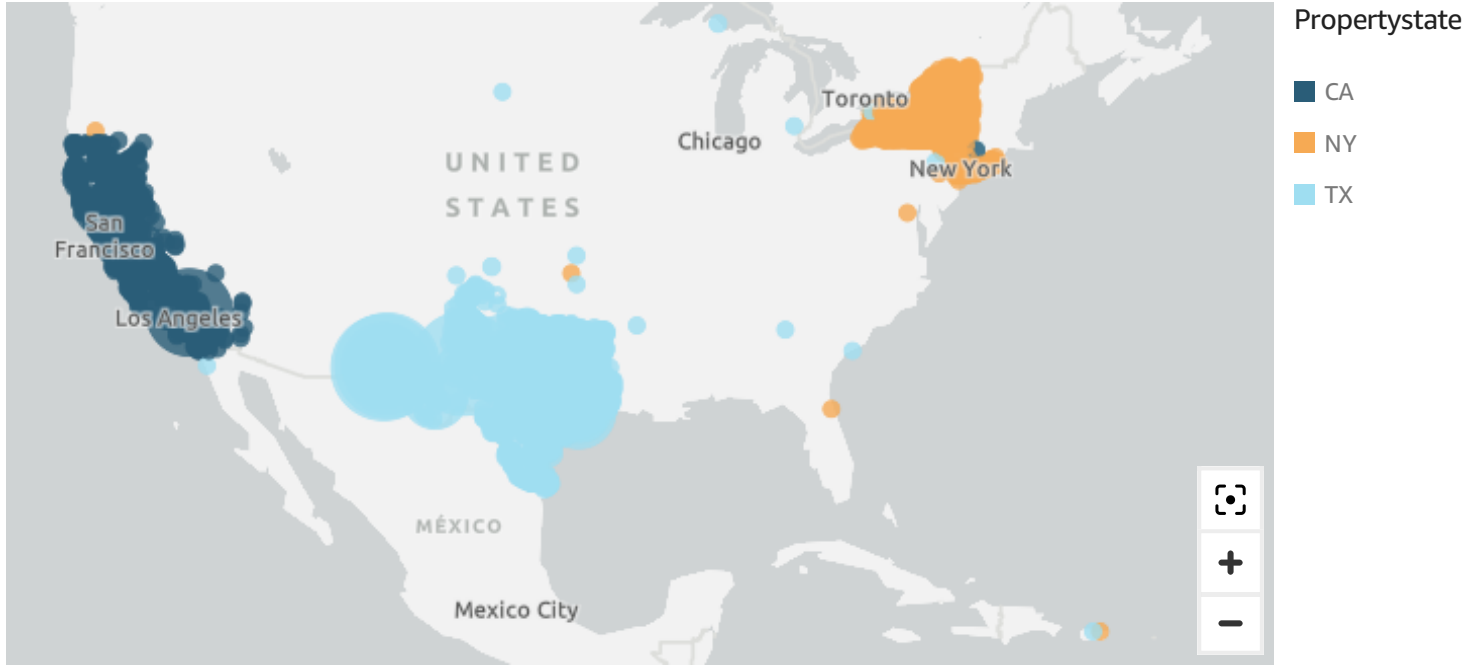 Propertystate
CA
NY
TX
Toronto
Chicago
UNITED
STATES
New York
San
Francisco
Los Angeles
MÉXICO
Mexico City
+
−